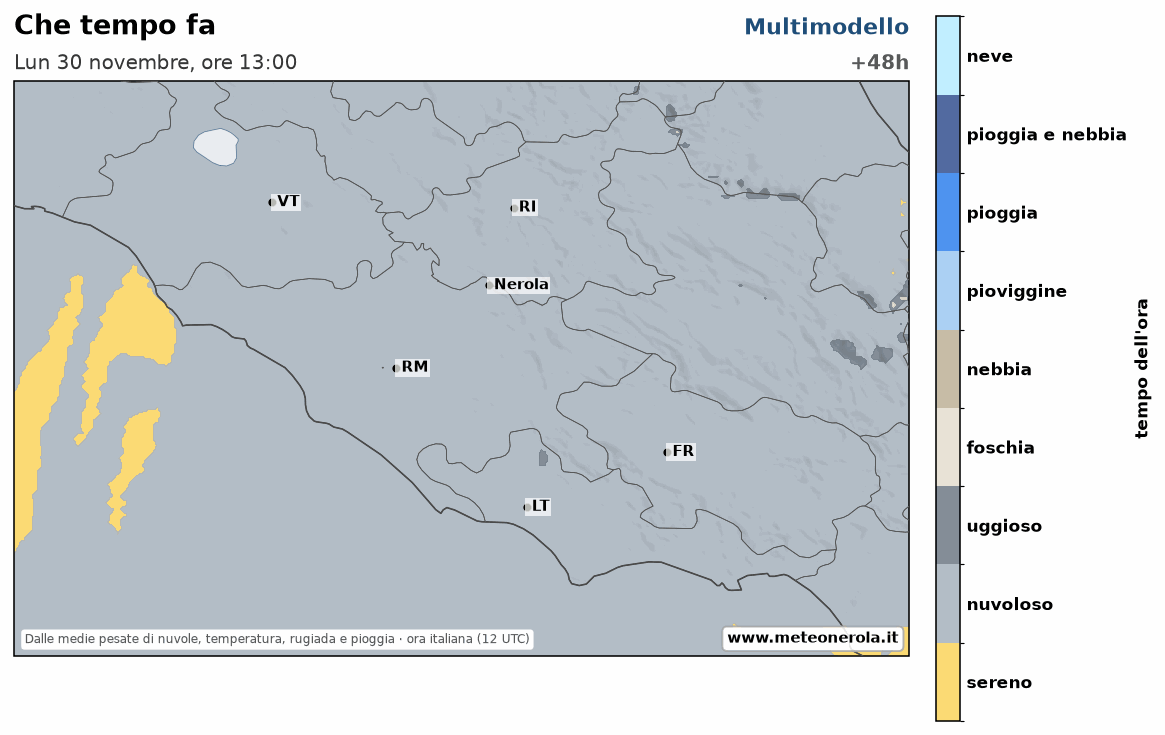 Che tempo fa
Multimodello
Lun 30 novembre, ore 13:00
+48h
VT
RI
Nerola
RM
FR
LT
Dalle medie pesate di nuvole, temperatura, rugiada e pioggia · ora italiana (12 UTC)
www.meteonerola.it
neve
pioggia e nebbia
pioggia
pioviggine
nebbia
foschia
uggioso
nuvoloso
sereno
tempo dell'ora